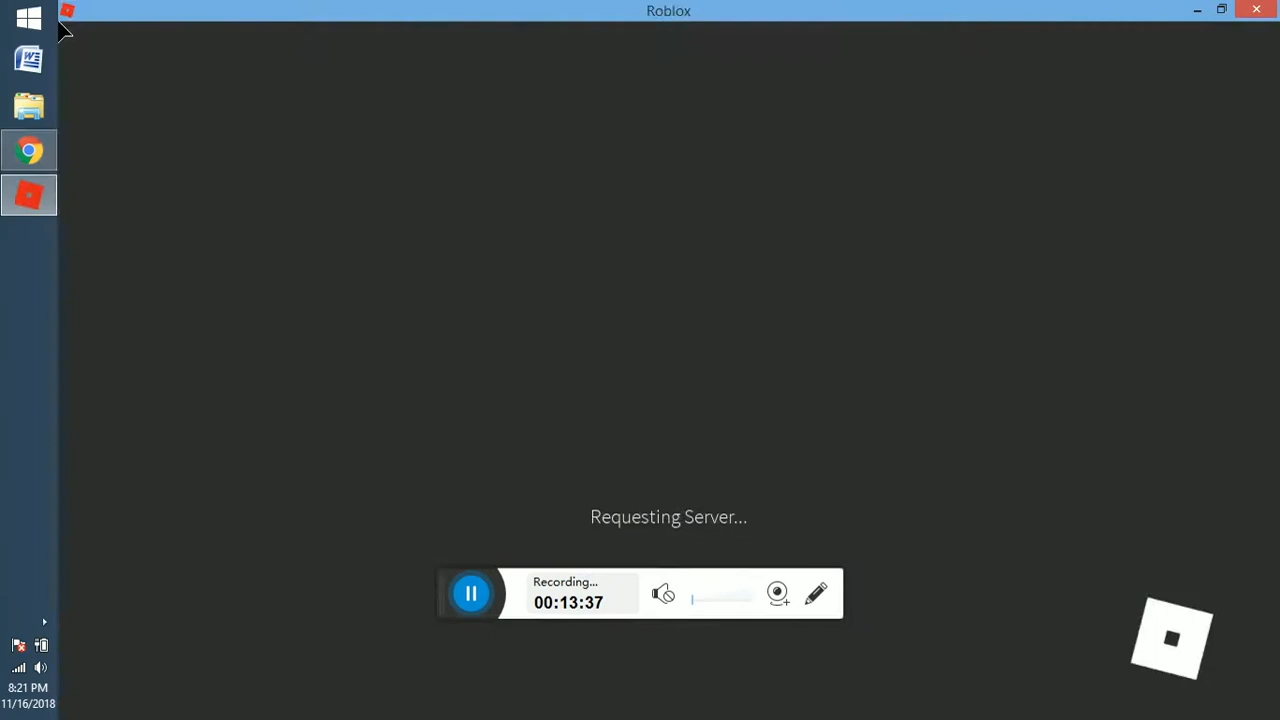 Roblox
Requesting Server...
Recording...
00:13:37
8:21 PM
11/16/2018